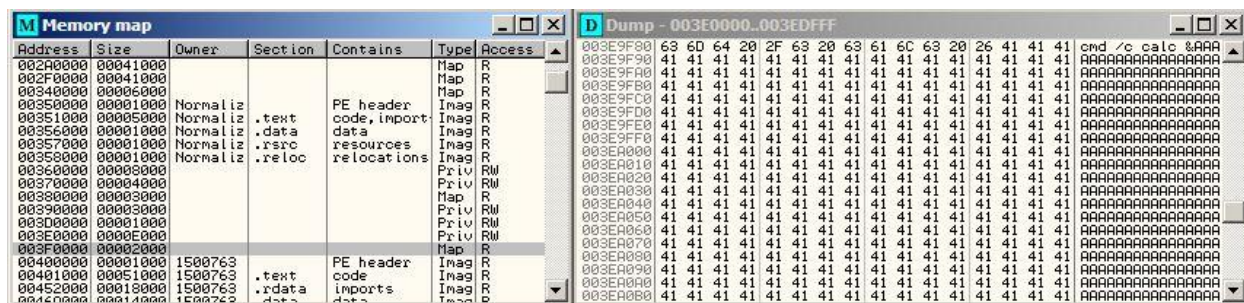 Memory map
Address Size Owner Section Contains Type Access
002A0000 00041000 Map R
002F0000 00041000 Map R
00340000 00006000 Map R
00350000 00001000 Normaliz PE header Imag R
00351000 00005000 Normaliz .text code,import Imag R
00356000 00001000 Normaliz .data data Imag R
00357000 00001000 Normaliz .rsrc resources Imag R
00358000 00001000 Normaliz .reloc relocations Imag R
00360000 00008000 Priv RW
00370000 00004000 Priv RW
00380000 00003000 Map R
00390000 00003000 Priv RW
003D0000 00001000 Priv RW
003E0000 0000E000 Priv RW
003F0000 00002000 Map R
00400000 00001000 1500763 PE header Imag R
00401000 00051000 1500763 .text code Imag R
00452000 00018000 1500763 .rdata imports Imag R
0046D000 00014000 1500763 .data data Imag R
Dump - 003E0000..003EDFFF
003E9F80 63 6D 64 20 2F 63 20 63 61 6C 63 20 26 41 41 41 cmd /c calc &AAA
003E9F90 41 41 41 41 41 41 41 41 41 41 41 41 41 41 41 41 AAAAAAAAAAAAAAAA
003E9FA0 41 41 41 41 41 41 41 41 41 41 41 41 41 41 41 41 AAAAAAAAAAAAAAAA
003E9FB0 41 41 41 41 41 41 41 41 41 41 41 41 41 41 41 41 AAAAAAAAAAAAAAAA
003E9FC0 41 41 41 41 41 41 41 41 41 41 41 41 41 41 41 41 AAAAAAAAAAAAAAAA
003E9FD0 41 41 41 41 41 41 41 41 41 41 41 41 41 41 41 41 AAAAAAAAAAAAAAAA
003E9FE0 41 41 41 41 41 41 41 41 41 41 41 41 41 41 41 41 AAAAAAAAAAAAAAAA
003E9FF0 41 41 41 41 41 41 41 41 41 41 41 41 41 41 41 41 AAAAAAAAAAAAAAAA
003EA000 41 41 41 41 41 41 41 41 41 41 41 41 41 41 41 41 AAAAAAAAAAAAAAAA
003EA010 41 41 41 41 41 41 41 41 41 41 41 41 41 41 41 41 AAAAAAAAAAAAAAAA
003EA020 41 41 41 41 41 41 41 41 41 41 41 41 41 41 41 41 AAAAAAAAAAAAAAAA
003EA030 41 41 41 41 41 41 41 41 41 41 41 41 41 41 41 41 AAAAAAAAAAAAAAAA
003EA040 41 41 41 41 41 41 41 41 41 41 41 41 41 41 41 41 AAAAAAAAAAAAAAAA
003EA050 41 41 41 41 41 41 41 41 41 41 41 41 41 41 41 41 AAAAAAAAAAAAAAAA
003EA060 41 41 41 41 41 41 41 41 41 41 41 41 41 41 41 41 AAAAAAAAAAAAAAAA
003EA070 41 41 41 41 41 41 41 41 41 41 41 41 41 41 41 41 AAAAAAAAAAAAAAAA
003EA080 41 41 41 41 41 41 41 41 41 41 41 41 41 41 41 41 AAAAAAAAAAAAAAAA
003EA090 41 41 41 41 41 41 41 41 41 41 41 41 41 41 41 41 AAAAAAAAAAAAAAAA
003EA0A0 41 41 41 41 41 41 41 41 41 41 41 41 41 41 41 41 AAAAAAAAAAAAAAAA
003EA0B0 41 41 41 41 41 41 41 41 41 41 41 41 41 41 41 41 AAAAAAAAAAAAAAAA